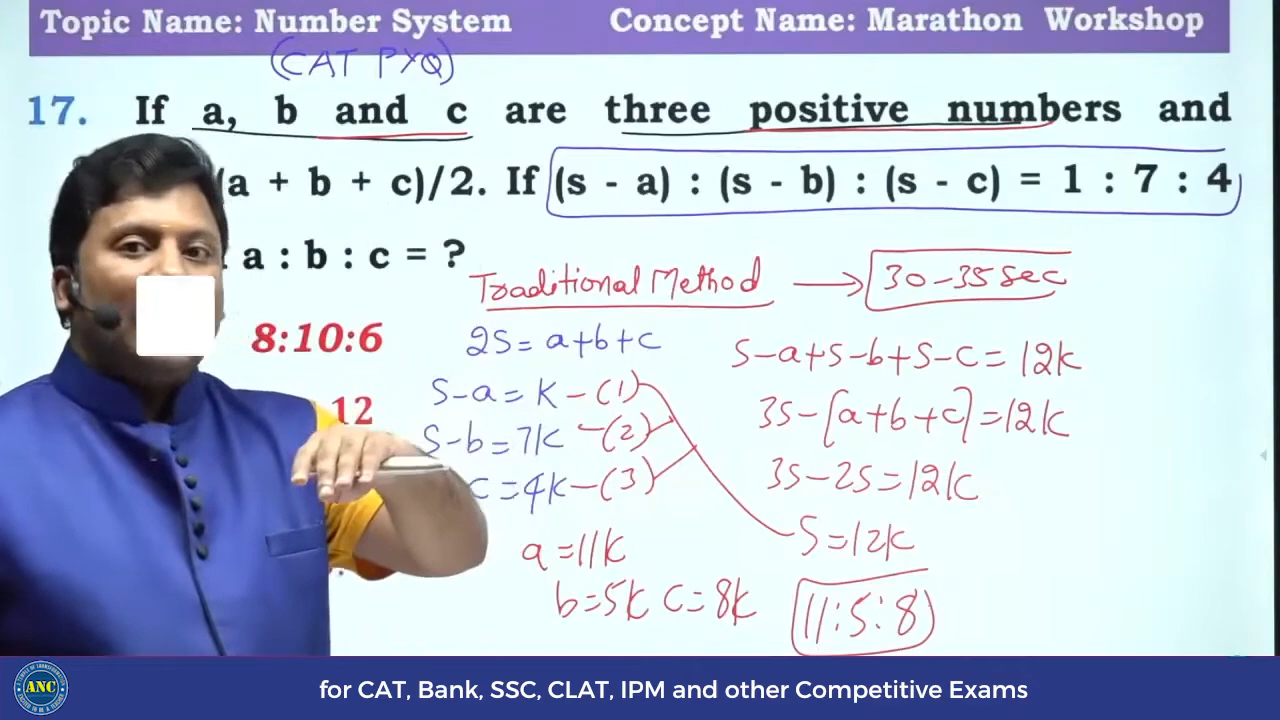 Topic Name: Number System Concept Name: Marathon Workshop
(CAT PYQ)
17. If a, b and c are three positive numbers and
(a + b + c)/2. If (s - a) : (s - b) : (s - c) = 1 : 7 : 4
a : b : c = ?
Traditional Method → 30-35 sec
8:10:6
2S = a+b+c
S-a+S-b+S-c = 12k
S-a = k -(1)
12
3S-[a+b+c] = 12k
S-b = 7k -(2)
3S-2S = 12k
c = 4k -(3)
a = 11k
S = 12k
b = 5k c = 8k
11:5:8
ANC
for CAT, Bank, SSC, CLAT, IPM and other Competitive Exams